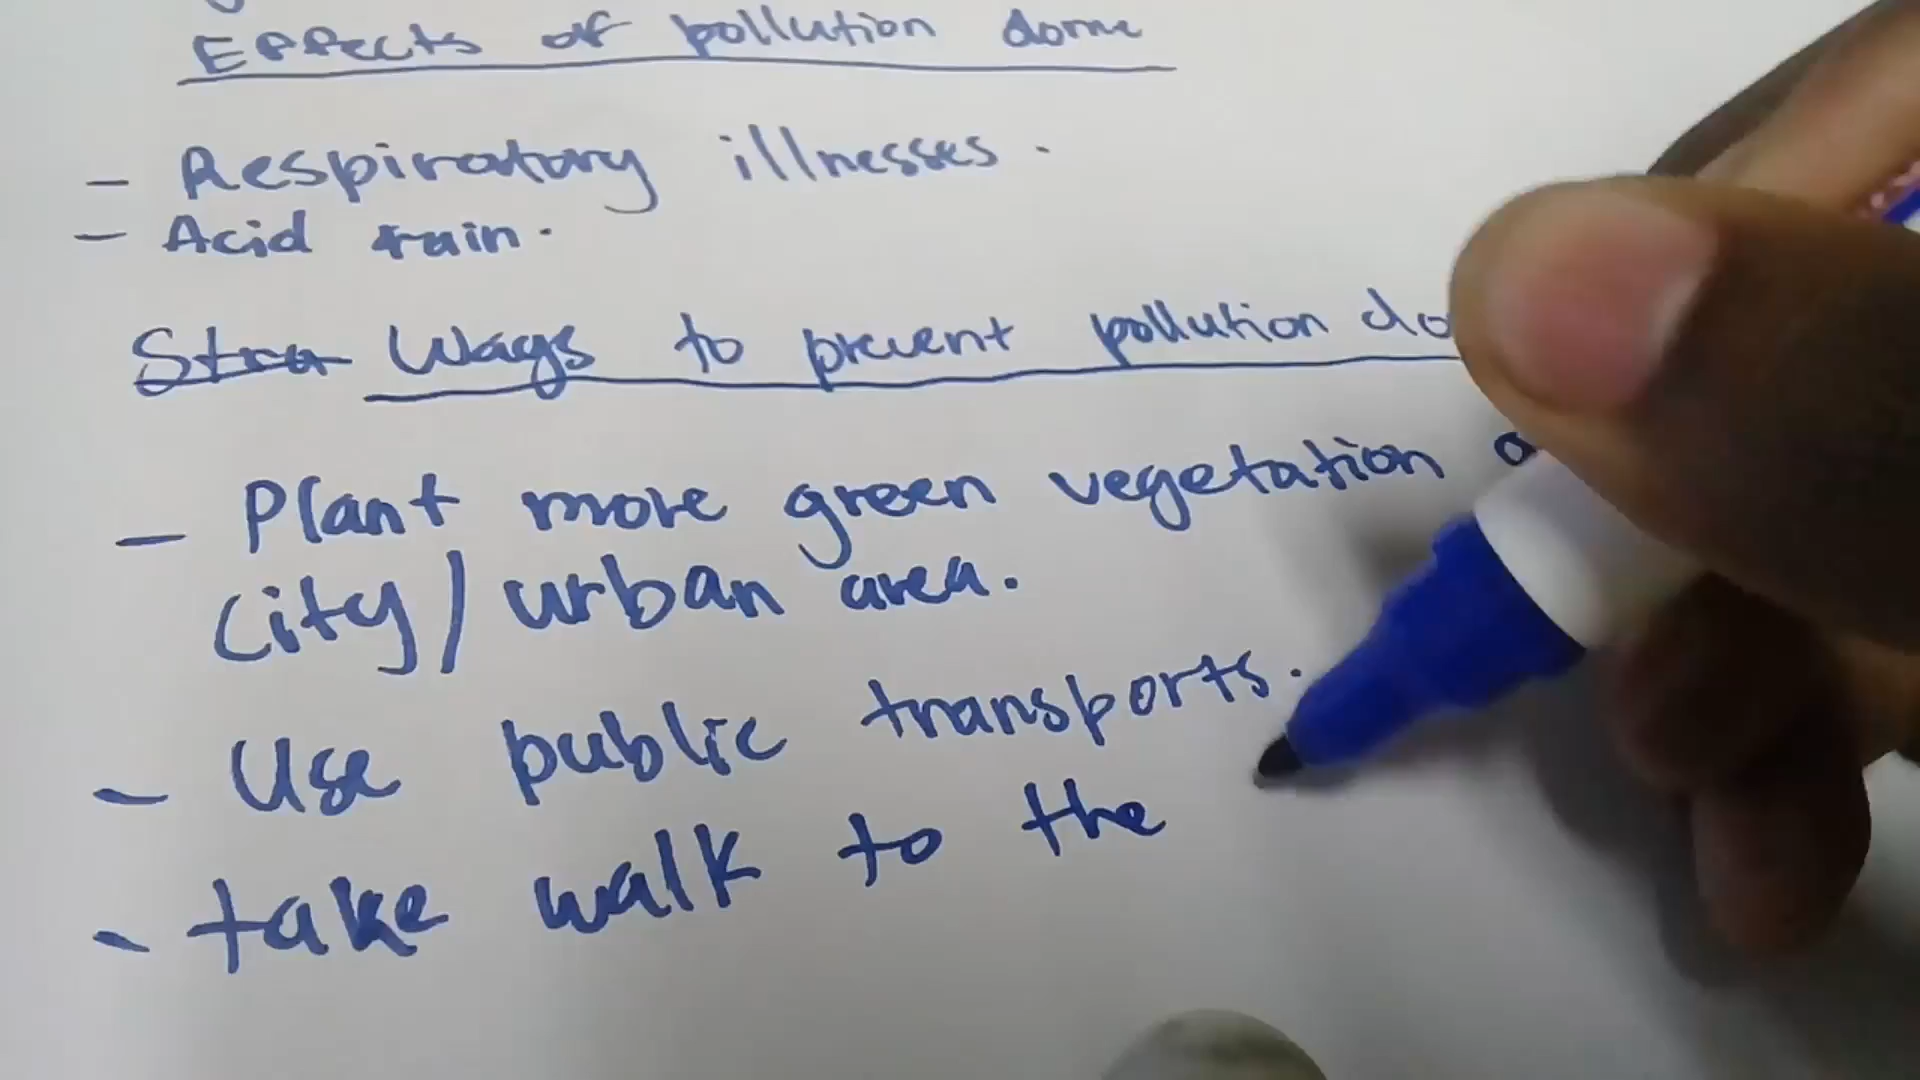 Effects of pollution dome
- Respiratory illnesses.
- Acid rain.
Stra Ways to prevent pollution do
- Plant more green vegetation
City/urban area.
- Use public transports.
- take walk to the